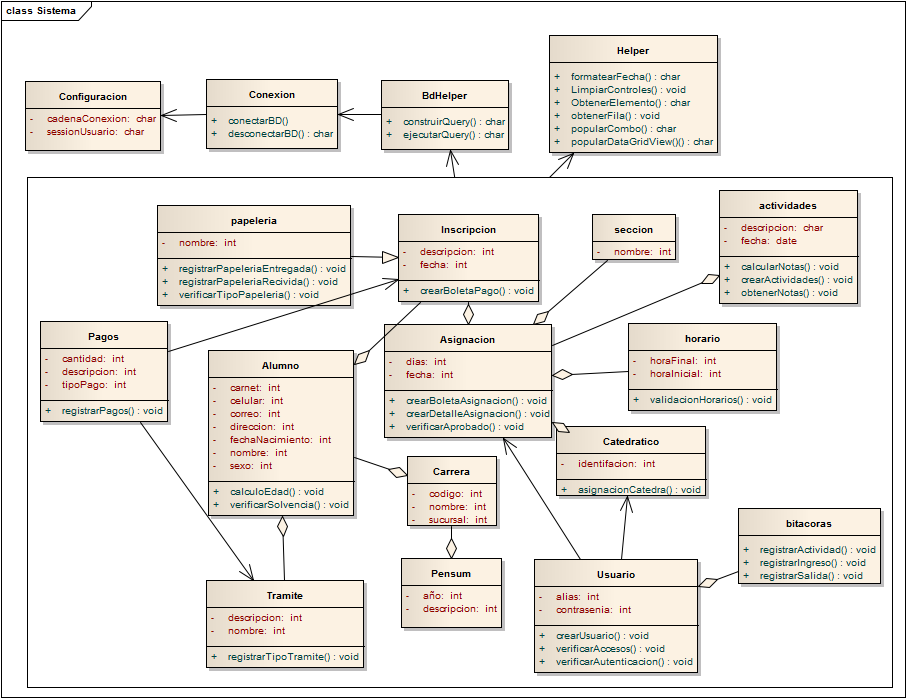 class Sistema
Helper
+ formatearFecha() : char
+ LimpiarControles() : void
+ ObtenerElemento() : char
+ obtenerFila() : void
+ popularCombo() : char
+ popularDataGridView()() : char
Configuracion
- cadenaConexion: char
- sessionUsuario: char
Conexion
+ conectarBD()
+ desconectarBD() : char
BdHelper
+ construirQuery() : char
+ ejecutarQuery() : char
papeleria
- nombre: int
+ registrarPapeleriaEntregada() : void
+ registrarPapeleriaRecivida() : void
+ verificarTipoPapeleria() : void
Inscripcion
- descripcion: int
- fecha: int
+ crearBoletaPago() : void
seccion
- nombre: int
actividades
- descripcion: char
- fecha: date
+ calcularNotas() : void
+ crearActividades() : void
+ obtenerNotas() : void
Pagos
- cantidad: int
- descripcion: int
- tipoPago: int
+ registrarPagos() : void
Alumno
- carnet: int
- celular: int
- correo: int
- direccion: int
- fechaNacimiento: int
- nombre: int
- sexo: int
+ calculoEdad() : void
+ verificarSolvencia() : void
Asignacion
- dias: int
- fecha: int
+ crearBoletaAsignacion() : void
+ crearDetalleAsignacion() : void
+ verificarAprobado() : void
horario
- horaFinal: int
- horaInicial: int
+ validacionHorarios() : void
Catedratico
- identifacion: int
+ asignacionCatedra() : void
Carrera
- codigo: int
- nombre: int
- sucursal: int
Pensum
- año: int
- descripcion: int
Tramite
- descripcion: int
- nombre: int
+ registrarTipoTramite() : void
Usuario
- alias: int
- contrasenia: int
+ crearUsuario() : void
+ verificarAccesos() : void
+ verificarAutenticacion() : void
bitacoras
+ registrarActividad() : void
+ registrarIngreso() : void
+ registrarSalida() : void